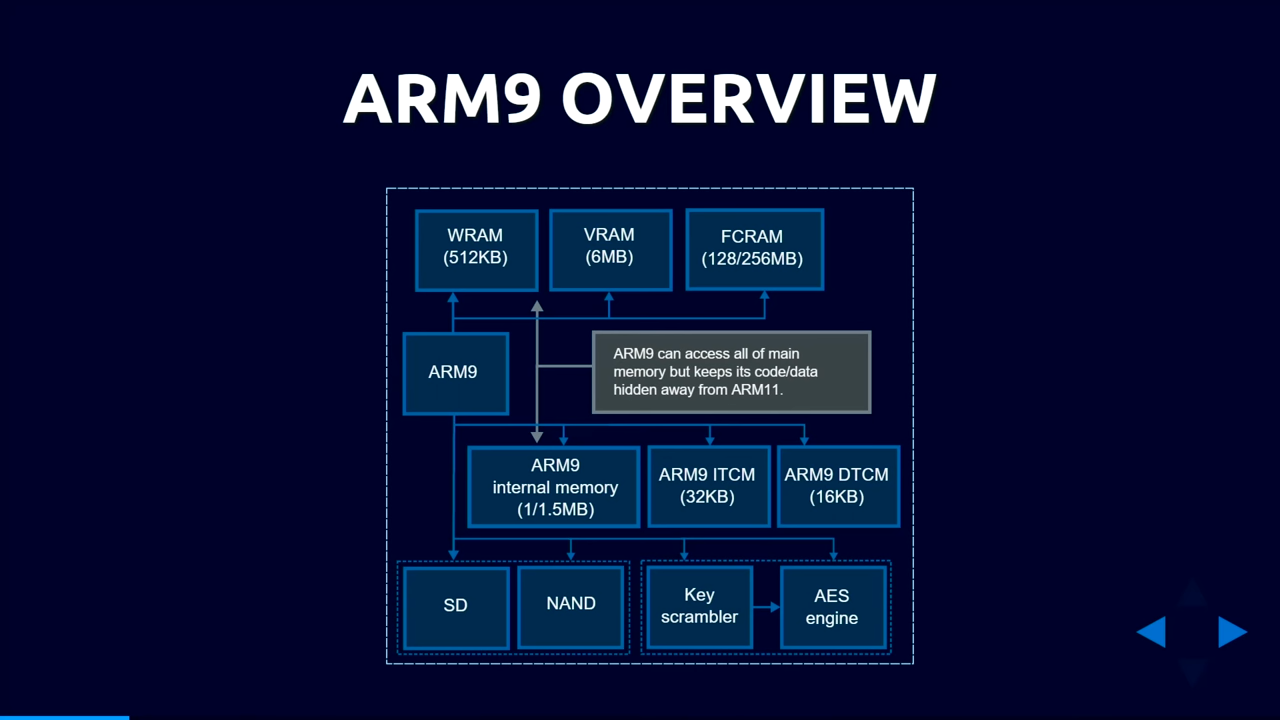 ARM9 OVERVIEW
WRAM
(512KB)
VRAM
(6MB)
FCRAM
(128/256MB)
ARM9
ARM9 can access all of main
memory but keeps its code/data
hidden away from ARM11.
ARM9
internal memory
(1/1.5MB)
ARM9 ITCM
(32KB)
ARM9 DTCM
(16KB)
SD
NAND
Key
scrambler
AES
engine